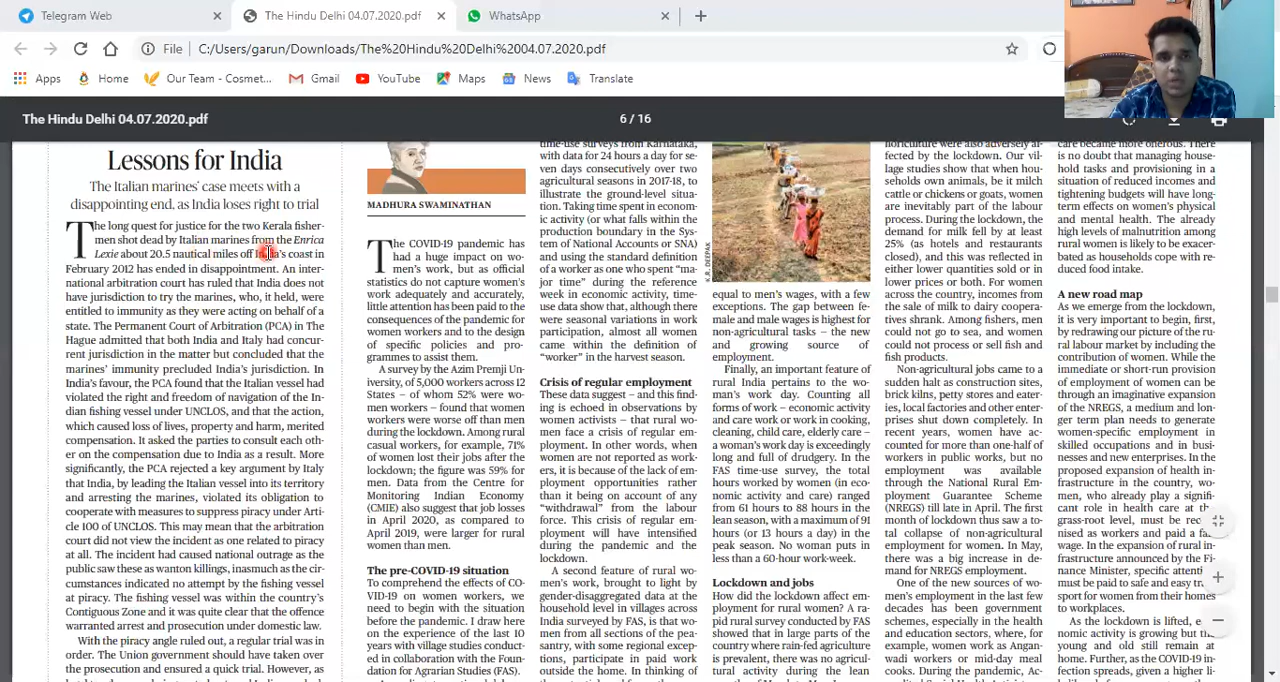 Telegram Web
The Hindu Delhi 04.07.2020.pdf
WhatsApp
File
C:/Users/garun/Downloads/The%20Hindu%20Delhi%2004.07.2020.pdf
Apps
Home
Our Team - Cosmet...
Gmail
YouTube
Maps
News
Translate
The Hindu Delhi 04.07.2020.pdf
6 / 16
Lessons for India
The Italian marines' case meets with a
disappointing end, as India loses right to trial
The long quest for justice for the two Kerala fisher-
men shot dead by Italian marines from the Enrica
Lexie about 20.5 nautical miles off India's coast in
February 2012 has ended in disappointment. An inter-
national arbitration court has ruled that India does not
have jurisdiction to try the marines, who, it held, were
entitled to immunity as they were acting on behalf of a
state. The Permanent Court of Arbitration (PCA) in The
Hague admitted that both India and Italy had concur-
rent jurisdiction in the matter but concluded that the
marines' immunity precluded India's jurisdiction. In
India's favour, the PCA found that the Italian vessel had
violated the right and freedom of navigation of the In-
dian fishing vessel under UNCLOS, and that the action,
which caused loss of lives, property and harm, merited
compensation. It asked the parties to consult each oth-
er on the compensation due to India as a result. More
significantly, the PCA rejected a key argument by Italy
that India, by leading the Italian vessel into its territory
and arresting the marines, violated its obligation to
cooperate with measures to suppress piracy under Arti-
cle 100 of UNCLOS. This may mean that the arbitration
court did not view the incident as one related to piracy
at all. The incident had caused national outrage as the
public saw these as wanton killings, inasmuch as the cir-
cumstances indicated no attempt by the fishing vessel
at piracy. The fishing vessel was within the country's
Contiguous Zone and it was quite clear that the offence
warranted arrest and prosecution under domestic law.
With the piracy angle ruled out, a regular trial was in
order. The Union government should have taken over
the prosecution and ensured a quick trial. However, as
MADHURA SWAMINATHAN
The COVID-19 pandemic has
had a huge impact on wo-
men's work, but as official
statistics do not capture women's
work adequately and accurately,
little attention has been paid to the
consequences of the pandemic for
women workers and to the design
of specific policies and pro-
grammes to assist them.
A survey by the Azim Premji Un-
iversity, of 5,000 workers across 12
States – of whom 52% were wo-
men workers – found that women
workers were worse off than men
during the lockdown. Among rural
casual workers, for example, 71%
of women lost their jobs after the
lockdown; the figure was 59% for
men. Data from the Centre for
Monitoring Indian Economy
(CMIE) also suggest that job losses
in April 2020, as compared to
April 2019, were larger for rural
women than men.
The pre-COVID-19 situation
To comprehend the effects of CO-
VID-19 on women workers, we
need to begin with the situation
before the pandemic. I draw here
on the experience of the last 10
years with village studies conduct-
ed in collaboration with the Foun-
dation for Agrarian Studies (FAS).
time-use surveys from Karnataka,
with data for 24 hours a day for se-
ven days consecutively over two
agricultural seasons in 2017-18, to
illustrate the ground-level situa-
tion. Taking time spent in econom-
ic activity (or what falls within the
production boundary in the Sys-
tem of National Accounts or SNA)
and using the standard definition
of a worker as one who spent "ma-
jor time" during the reference
week in economic activity, time-
use data show that, although there
were seasonal variations in work
participation, almost all women
came within the definition of
"worker" in the harvest season.
Crisis of regular employment
These data suggest – and this find-
ing is echoed in observations by
women activists – that rural wo-
men face a crisis of regular em-
ployment. In other words, when
women are not reported as work-
ers, it is because of the lack of em-
ployment opportunities rather
than it being on account of any
"withdrawal" from the labour
force. This crisis of regular em-
ployment will have intensified
during the pandemic and the
lockdown.
A second feature of rural wo-
men's work, brought to light by
gender-disaggregated data at the
household level in villages across
India surveyed by FAS, is that wo-
men from all sections of the pea-
santry, with some regional excep-
tions, participate in paid work
outside the home. In thinking of
K.R. DEEPAK
equal to men's wages, with a few
exceptions. The gap between fe-
male and male wages is highest for
non-agricultural tasks – the new
and growing source of
employment.
Finally, an important feature of
rural India pertains to the wo-
man's work day. Counting all
forms of work – economic activity
and care work or work in cooking,
cleaning, child care, elderly care –
a woman's work day is exceedingly
long and full of drudgery. In the
FAS time-use survey, the total
hours worked by women (in eco-
nomic activity and care) ranged
from 61 hours to 88 hours in the
lean season, with a maximum of 91
hours (or 13 hours a day) in the
peak season. No woman puts in
less than a 60-hour work-week.
Lockdown and jobs
How did the lockdown affect em-
ployment for rural women? A ra-
pid rural survey conducted by FAS
showed that in large parts of the
country where rain-fed agriculture
is prevalent, there was no agricul-
tural activity during the lean
floriculture were also adversely af-
fected by the lockdown. Our vil-
lage studies show that when
households own animals, be it milch
cattle or chickens or goats, women
are inevitably part of the labour
process. During the lockdown, the
demand for milk fell by at least
25% (as hotels and restaurants
closed), and this was reflected in
either lower quantities sold or in
lower prices or both. For women
across the country, incomes from
the sale of milk to dairy coopera-
tives shrank. Among fishers, men
could not go to sea, and women
could not process or sell fish and
fish products.
Non-agricultural jobs came to a
sudden halt as construction sites,
brick kilns, petty stores and eater-
ies, local factories and other enter-
prises shut down completely. In
recent years, women have ac-
counted for more than one-half of
workers in public works, but no
employment was available
through the National Rural Em-
ployment Guarantee Scheme
(NREGS) till late in April. The first
month of lockdown thus saw a to-
tal collapse of non-agricultural
employment for women. In May,
there was a big increase in de-
mand for NREGS employment.
One of the new sources of wo-
men's employment in the last few
decades has been government
schemes, especially in the health
and education sectors, where, for
example, women work as Angan-
wadi workers or mid-day meal
cooks. During the pandemic, Ac-
care became more onerous. There
is no doubt that managing house-
hold tasks and provisioning in a
situation of reduced incomes and
tightening budgets will have long-
term effects on women's physical
and mental health. The already
high levels of malnutrition among
rural women is likely to be exacer-
bated as households cope with re-
duced food intake.
A new road map
As we emerge from the lockdown,
it is very important to begin, first,
by redrawing our picture of the ru-
ral labour market by including the
contribution of women. While the
immediate or short-run provision
of employment of women can be
through an imaginative expansion
of the NREGS, a medium and lon-
ger term plan needs to generate
women-specific employment in
skilled occupations and in busi-
nesses and new enterprises. In the
proposed expansion of health in-
frastructure in the country, wo-
men, who already play a signifi-
cant role in health care at the
grass-root level, must be
nised as workers and paid a
wage. In the expansion of rural in-
frastructure announced by the
Finance Minister, specific attention
must be paid to safe and easy
sport for women from their homes
to workplaces.
As the lockdown is lifted,
nomic activity is growing but
young and old still remain at
home. Further, as the COVID-19 in-
fection spreads, given a higher